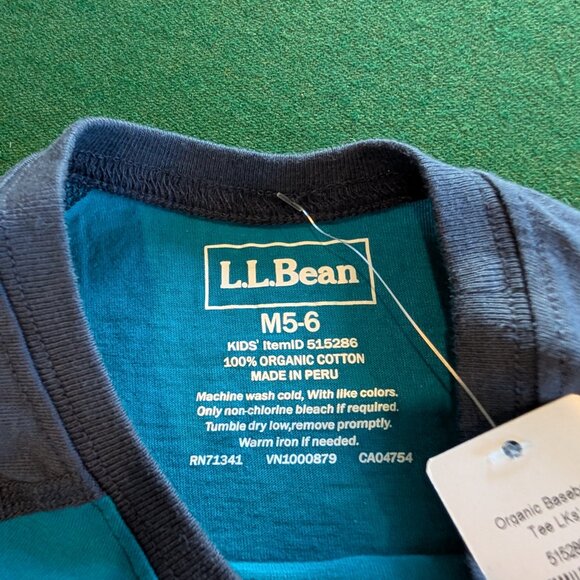 L.L.Bean
M5-6
KIDS' ItemID 515286
100% ORGANIC COTTON
MADE IN PERU
Machine wash cold, With like colors.
Only non-chlorine bleach if required.
Tumble dry low,remove promptly.
Warm iron if needed.
RN71341 VN1000879 CA04754
Organic Baseb
Tee LKs